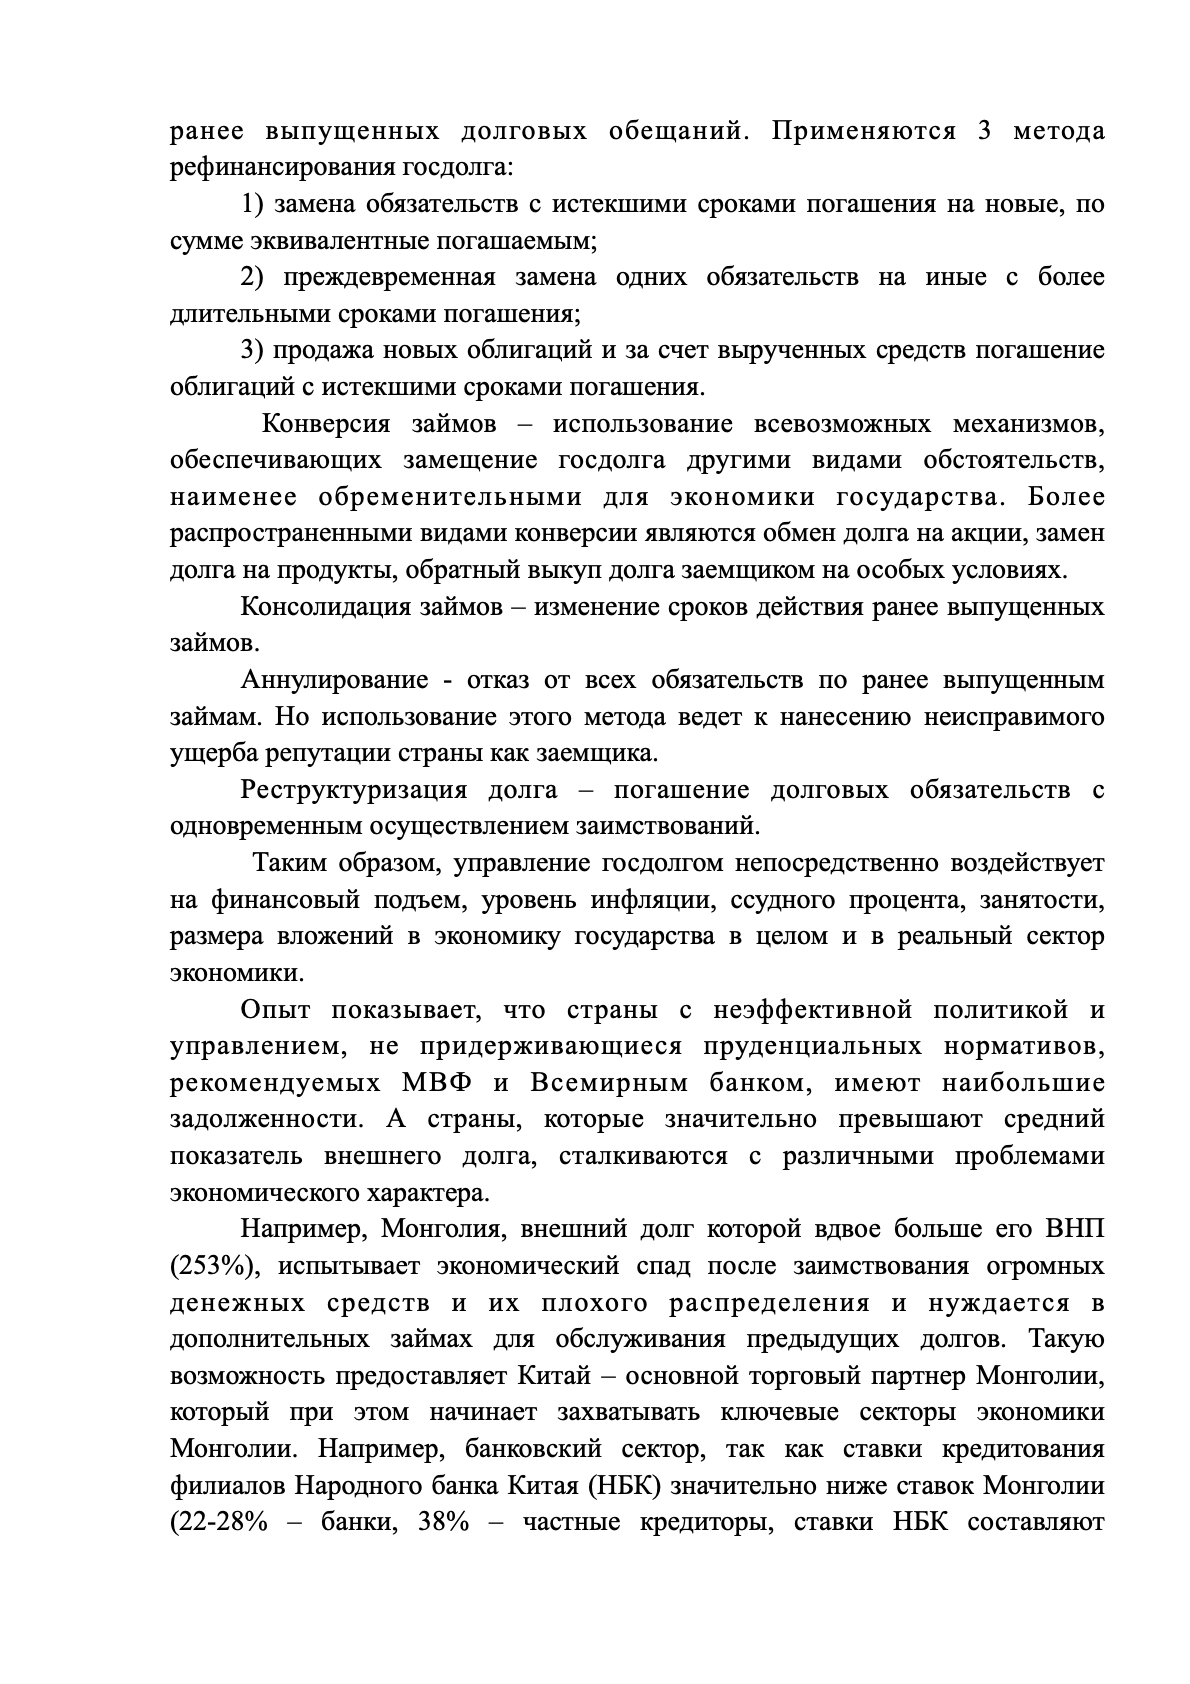 ранее выпущенных долговых обещаний. Применяются 3 метода
рефинансирования госдолга:
1) замена обязательств с истекшими сроками погашения на новые, по
сумме эквивалентные погашаемым;
2) преждевременная замена одних обязательств на иные с более
длительными сроками погашения;
3) продажа новых облигаций и за счет вырученных средств погашение
облигаций с истекшими сроками погашения.
Конверсия займов – использование всевозможных механизмов,
обеспечивающих замещение госдолга другими видами обстоятельств,
наименее обременительными для экономики государства. Более
распространенными видами конверсии являются обмен долга на акции, замен
долга на продукты, обратный выкуп долга заемщиком на особых условиях.
Консолидация займов – изменение сроков действия ранее выпущенных
займов.
Аннулирование - отказ от всех обязательств по ранее выпущенным
займам. Но использование этого метода ведет к нанесению неисправимого
ущерба репутации страны как заемщика.
Реструктуризация долга – погашение долговых обязательств с
одновременным осуществлением заимствований.
Таким образом, управление госдолгом непосредственно воздействует
на финансовый подъем, уровень инфляции, ссудного процента, занятости,
размера вложений в экономику государства в целом и в реальный сектор
экономики.
Опыт показывает, что страны с неэффективной политикой и
управлением, не придерживающиеся пруденциальных нормативов,
рекомендуемых МВФ и Всемирным банком, имеют наибольшие
задолженности. А страны, которые значительно превышают средний
показатель внешнего долга, сталкиваются с различными проблемами
экономического характера.
Например, Монголия, внешний долг которой вдвое больше его ВНП
(253%), испытывает экономический спад после заимствования огромных
денежных средств и их плохого распределения и нуждается в
дополнительных займах для обслуживания предыдущих долгов. Такую
возможность предоставляет Китай – основной торговый партнер Монголии,
который при этом начинает захватывать ключевые секторы экономики
Монголии. Например, банковский сектор, так как ставки кредитования
филиалов Народного банка Китая (НБК) значительно ниже ставок Монголии
(22-28% – банки, 38% – частные кредиторы, ставки НБК составляют